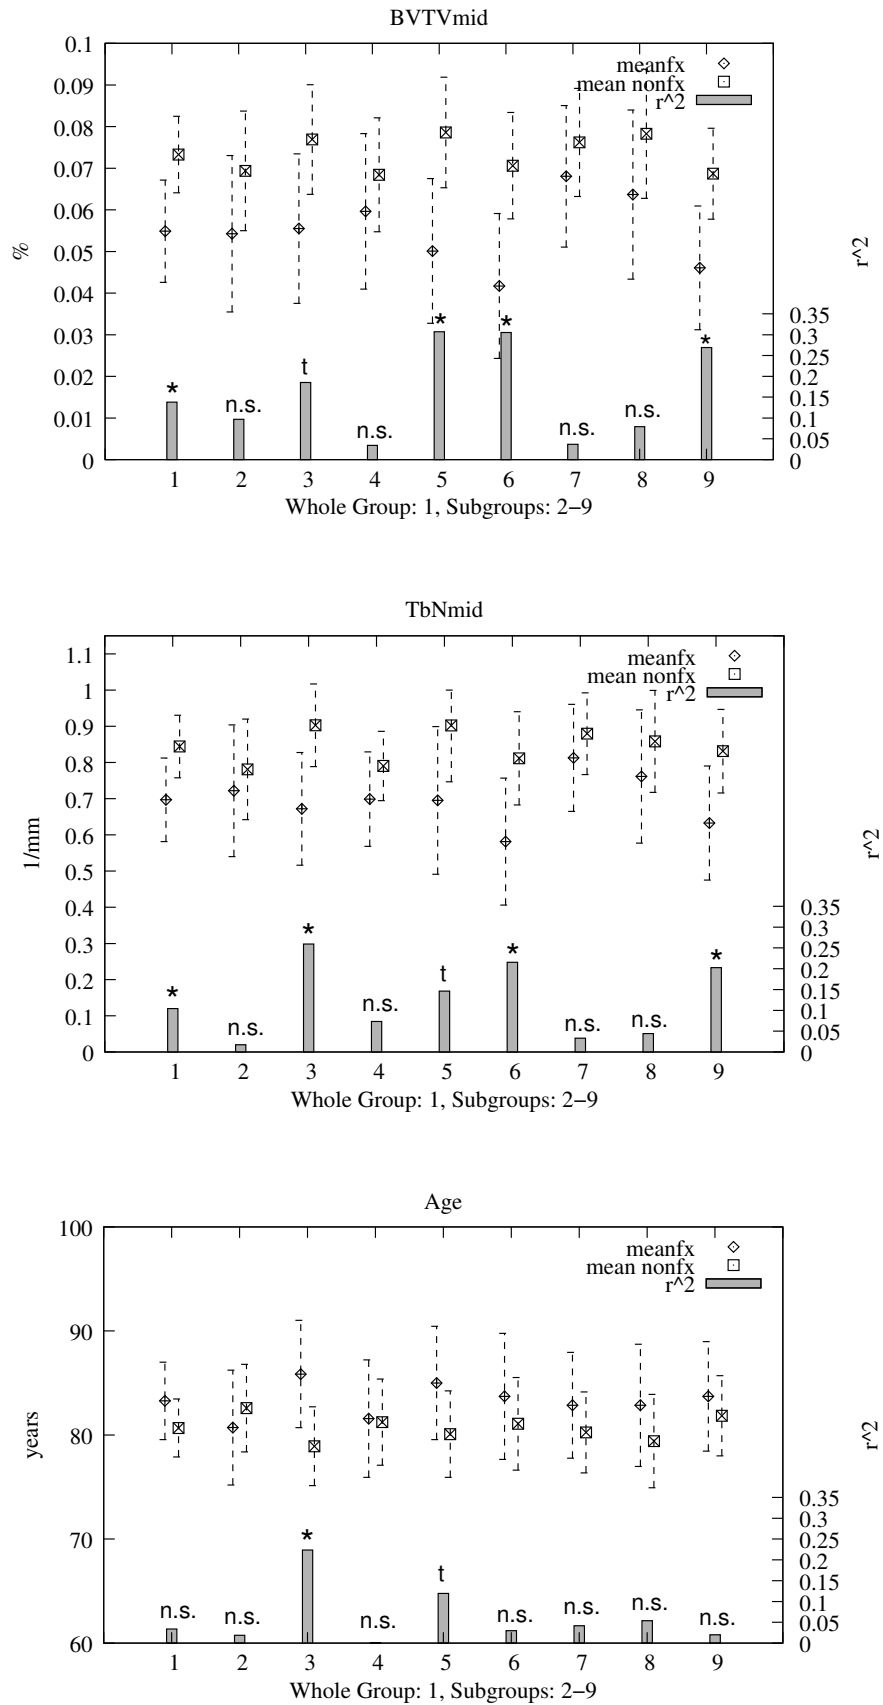 BVTVmid
0.1
0.09
0.08
0.07
0.06
0.05
0.04
0.03
0.02
0.01
0
%
meanfx
mean nonfx
r^2
r^2
0.35
0.3
0.25
0.2
0.15
0.1
0.05
0
* n.s. t n.s. * * n.s. n.s. *
1 2 3 4 5 6 7 8 9
Whole Group: 1, Subgroups: 2–9
TbNmid
1.1
1
0.9
0.8
0.7
0.6
0.5
0.4
0.3
0.2
0.1
0
1/mm
meanfx
mean nonfx
r^2
r^2
0.35
0.3
0.25
0.2
0.15
0.1
0.05
0
* n.s. * n.s. t * n.s. n.s. *
1 2 3 4 5 6 7 8 9
Whole Group: 1, Subgroups: 2–9
Age
100
90
80
70
60
years
meanfx
mean nonfx
r^2
r^2
0.35
0.3
0.25
0.2
0.15
0.1
0.05
0
n.s. n.s. * n.s. t n.s. n.s. n.s. n.s.
1 2 3 4 5 6 7 8 9
Whole Group: 1, Subgroups: 2–9